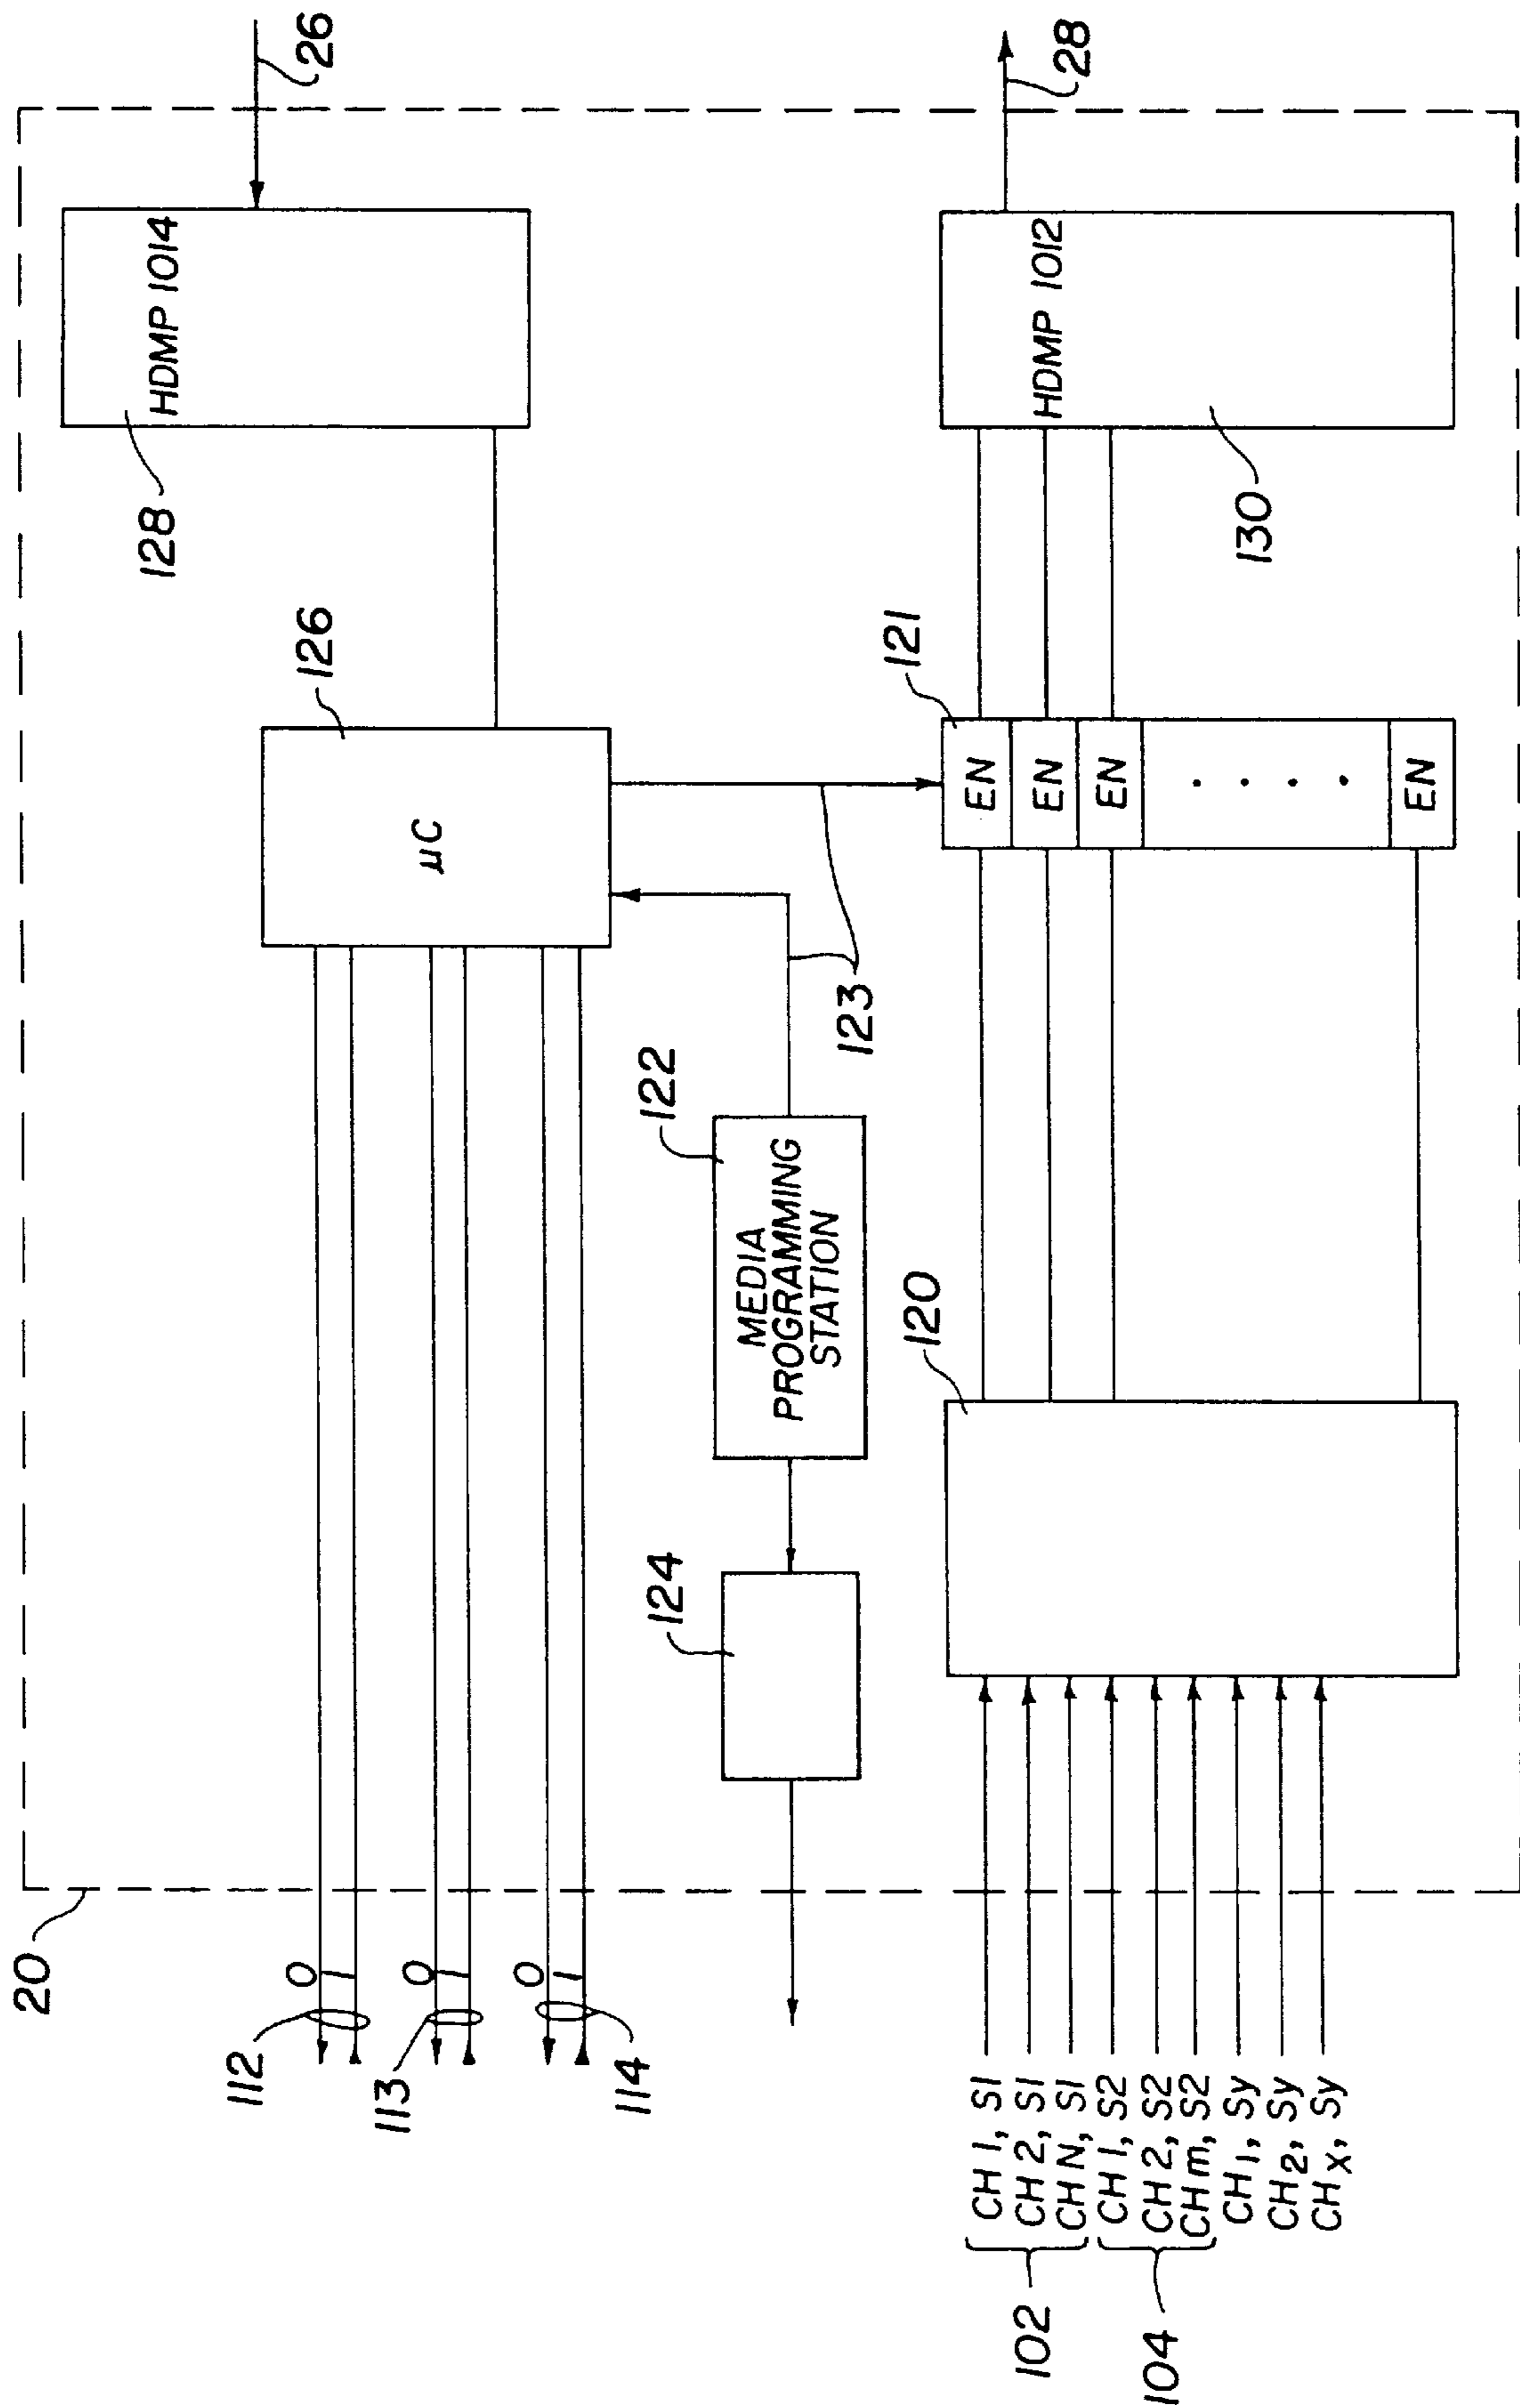 20
112
0
1
113
0
1
114
0
1
126
µC
128
HDMP 1014
26
122
MEDIA
PROGRAMMING
STATION
124
123
102
CH 1, S1
CH 2, S1
CH N, S1
104
CH 1, S2
CH 2, S2
CH m, S2
CH1, Sy
CH2, Sy
CHX, Sy
120
121
EN
EN
EN
. . . .
EN
HDMP 1012
130
28